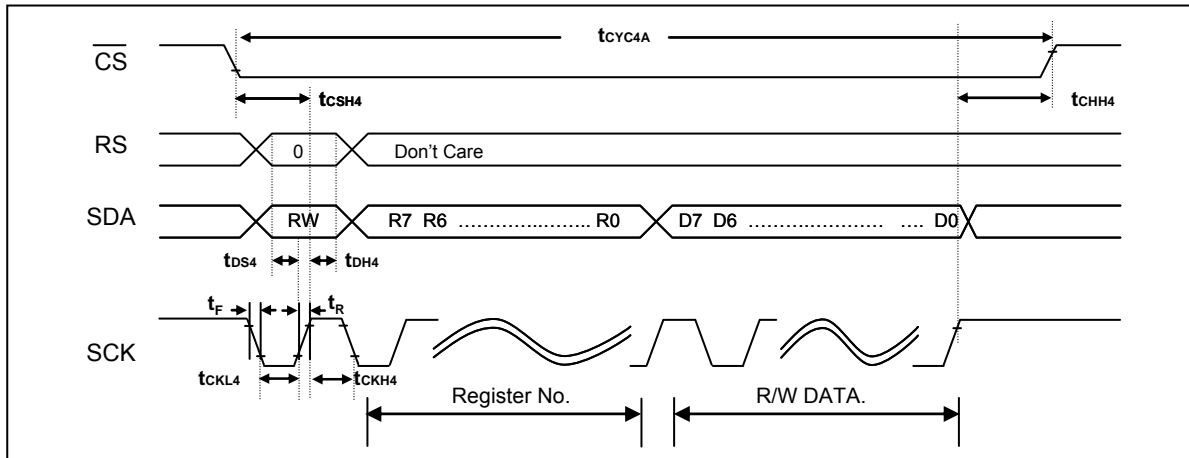 tCYC4A
CS
tCSH4
tCHH4
RS
0
Don't Care
SDA
RW
R7 R6 ...................... R0
D7 D6 ..................... .... D0
tDS4
tDH4
tF
tR
SCK
tCKL4
tCKH4
Register No.
R/W DATA.